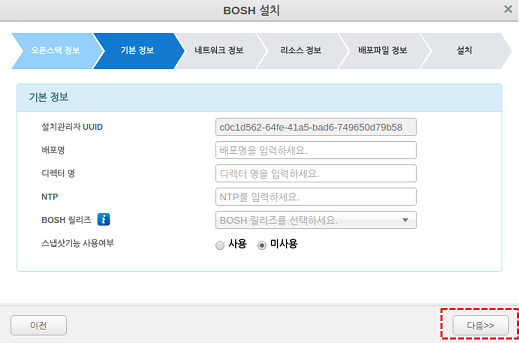 BOSH 설치
오픈스택 정보 기본 정보 네트워크 정보 리소스 정보 배포파일 정보 설치
기본 정보
설치관리자 UUID c0c1d562-64fe-41a5-bad6-749650d79b58
배포명 배포명을 입력하세요.
디렉터 명 디렉터 명을 입력하세요.
NTP NTP를 입력하세요.
BOSH 릴리즈 i BOSH 릴리즈를 선택하세요.
스냅샷기능 사용여부 사용 미사용
이전 다음>>